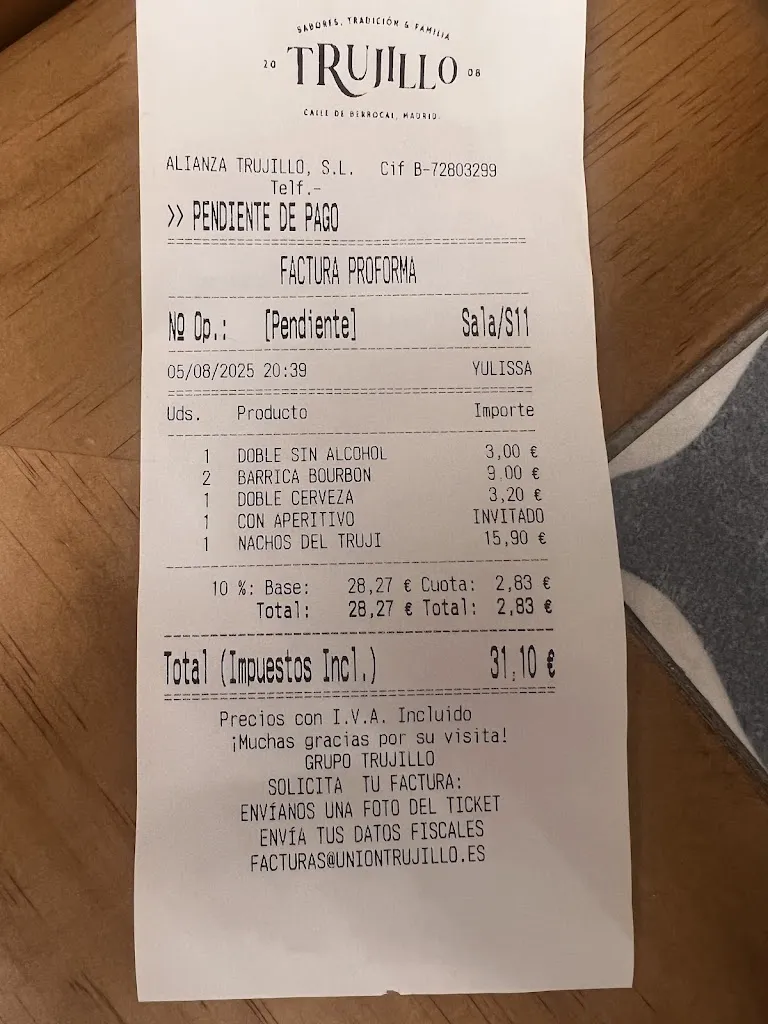 SABORES, TRADICIÓN & FAMILIA
20 TRUJILLO 08
CALLE DE BERROCAL, MADRID.
ALIANZA TRUJILLO, S.L. Cif B-72803299
Telf.-
>> PENDIENTE DE PAGO
FACTURA PROFORMA
Nº Op.: [Pendiente] Sala/S11
05/08/2025 20:39 YULISSA
Uds. Producto Importe
1 DOBLE SIN ALCOHOL 3,00 €
2 BARRICA BOURBON 9,00 €
1 DOBLE CERVEZA 3,20 €
1 CON APERITIVO INVITADO
1 NACHOS DEL TRUJI 15,90 €
10 %: Base: 28,27 € Cuota: 2,83 €
Total: 28,27 € Total: 2,83 €
Total (Impuestos Incl.) 31,10 €
Precios con I.V.A. Incluido
¡Muchas gracias por su visita!
GRUPO TRUJILLO
SOLICITA TU FACTURA:
ENVÍANOS UNA FOTO DEL TICKET
ENVÍA TUS DATOS FISCALES
FACTURAS@UNIONTRUJILLO.ES